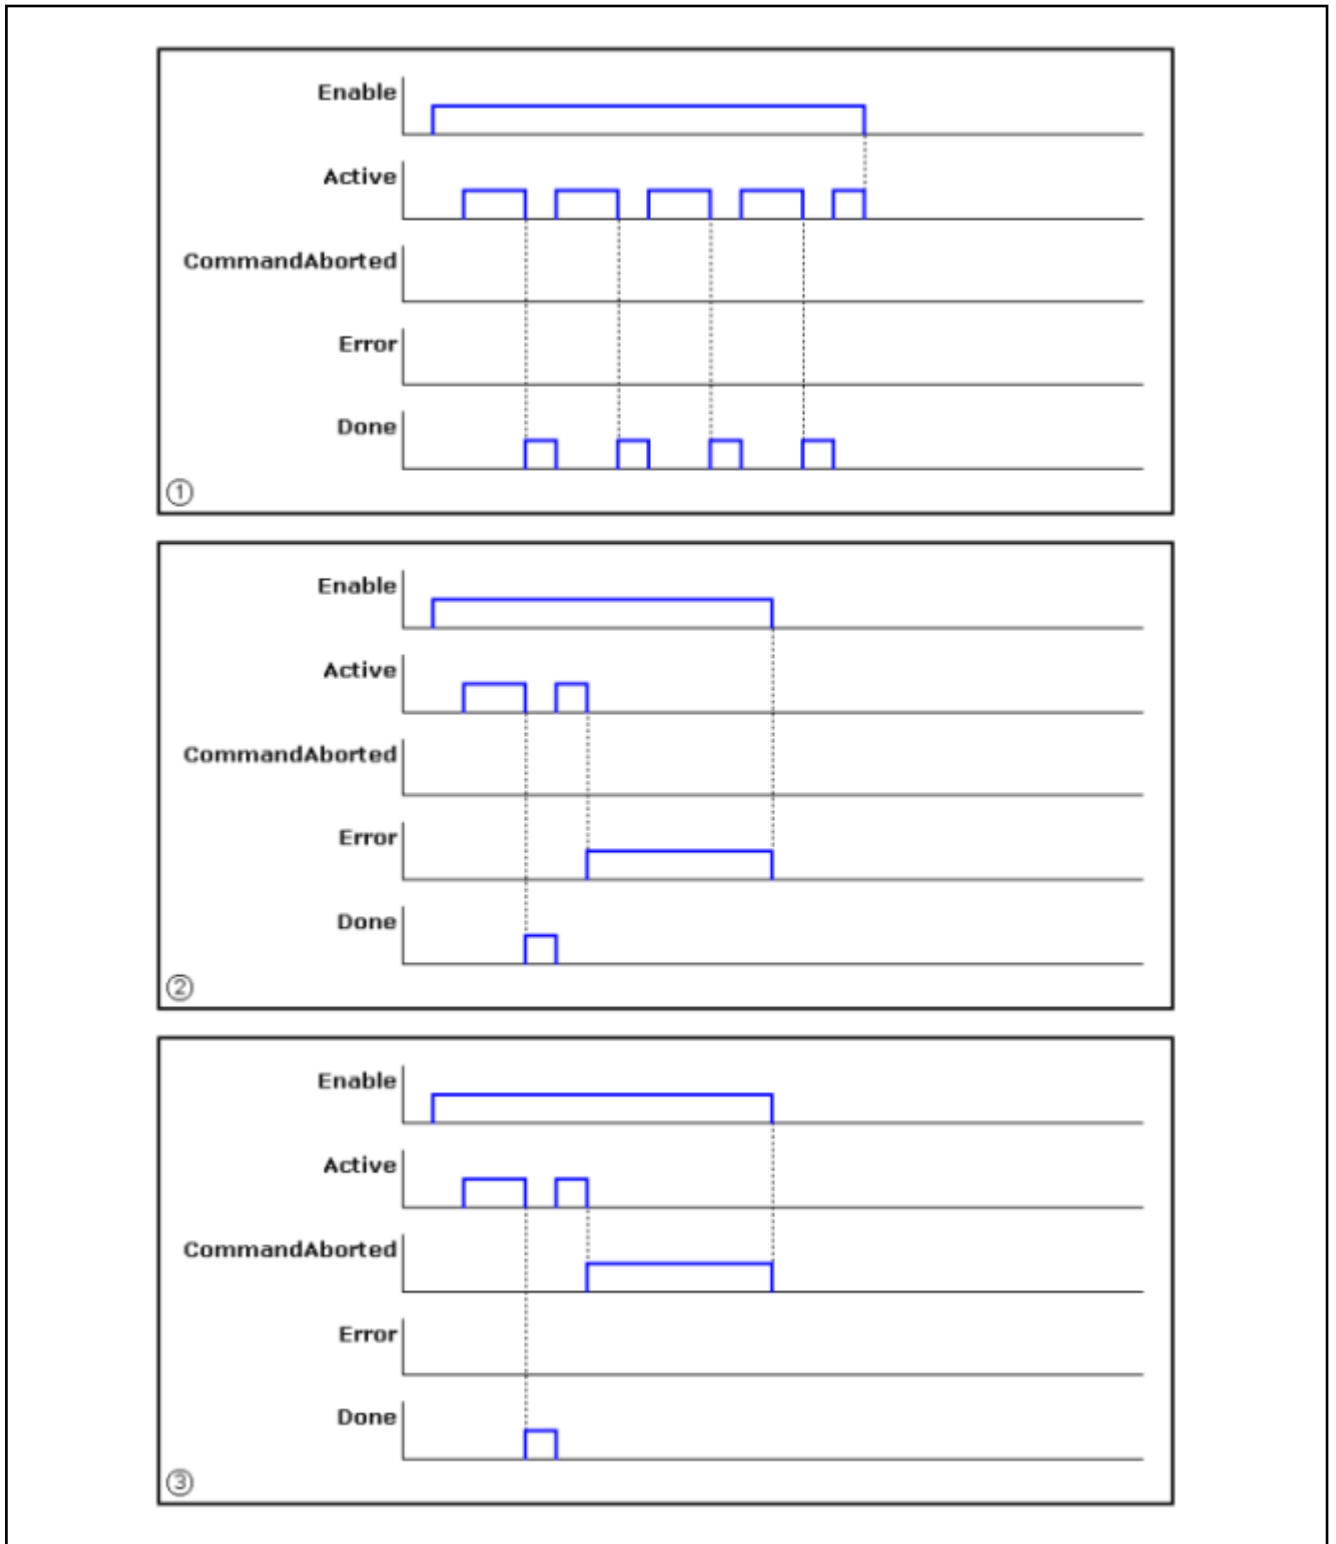 Enable
Active
CommandAborted
Error
Done
①
Enable
Active
CommandAborted
Error
Done
②
Enable
Active
CommandAborted
Error
Done
③